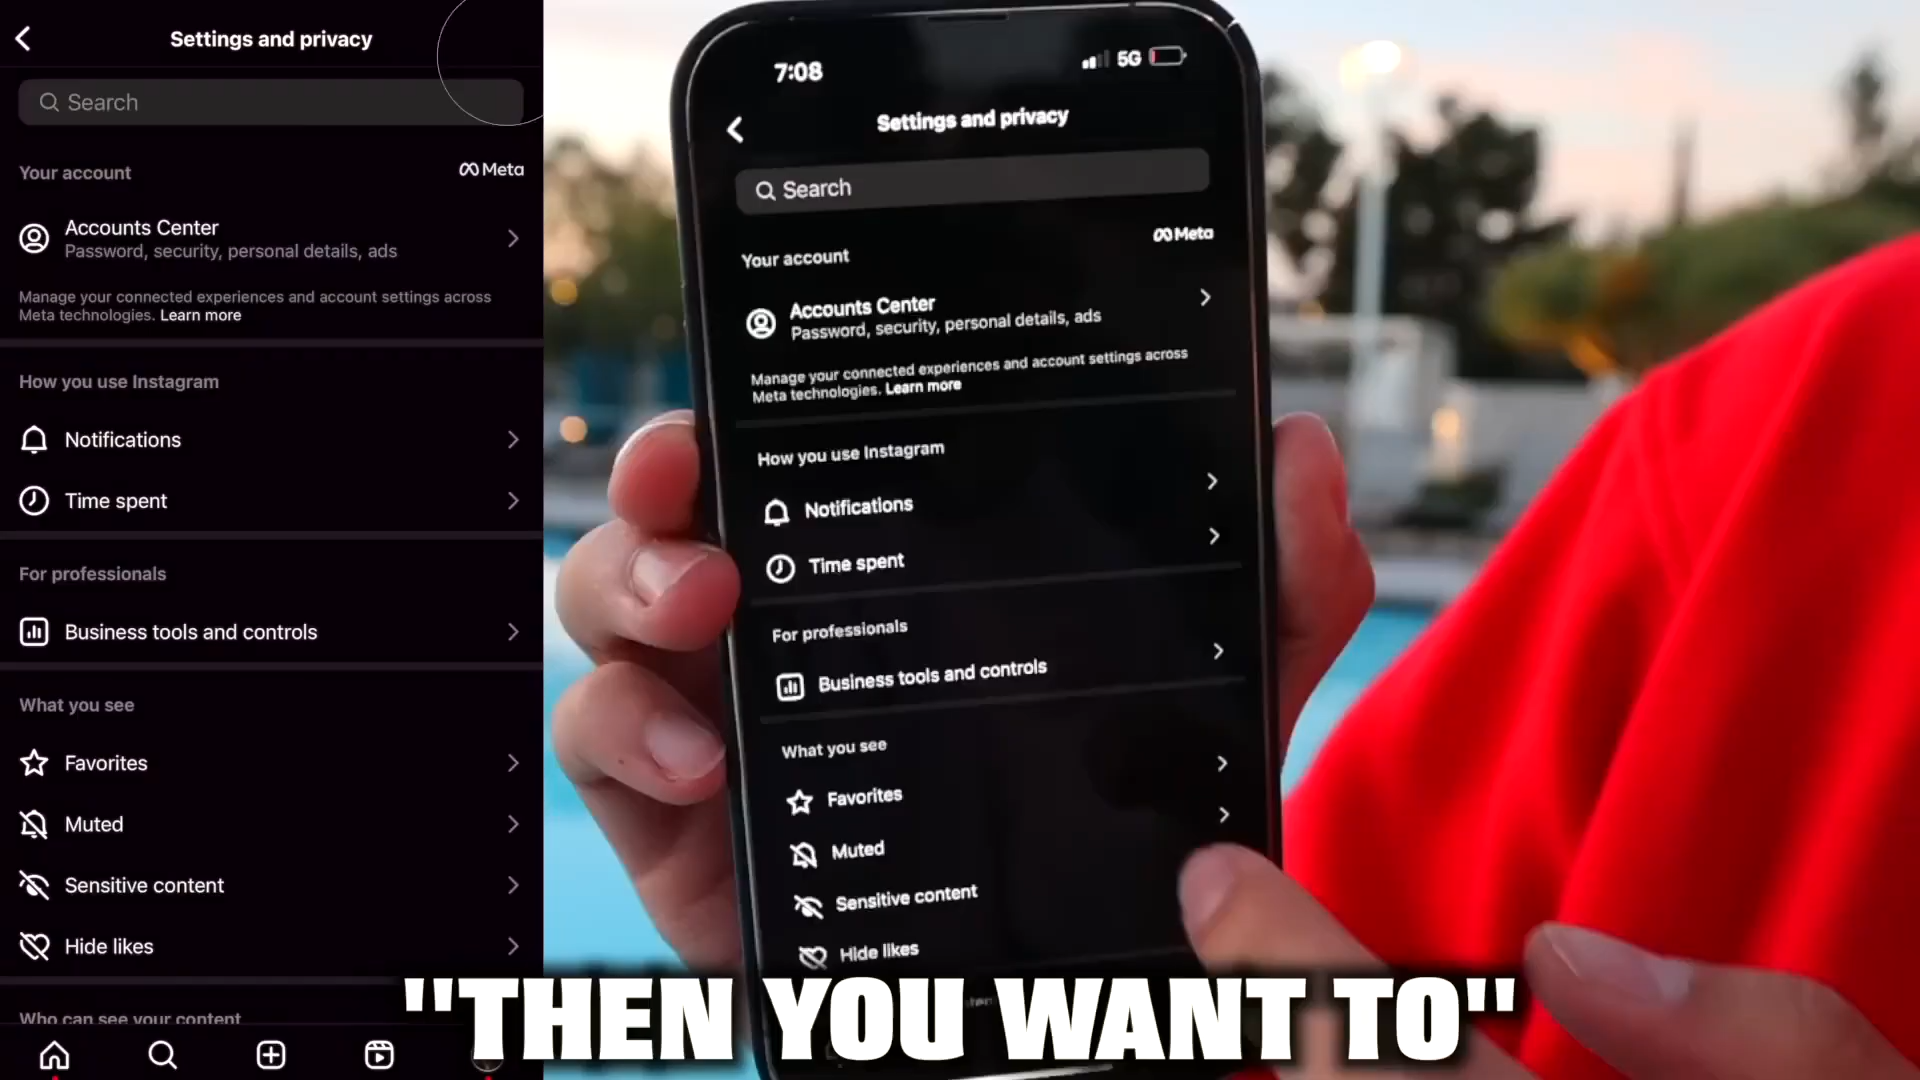 Settings and privacy
Search
Your account
Meta
Accounts Center
Password, security, personal details, ads
Manage your connected experiences and account settings across
Meta technologies. Learn more
How you use Instagram
Notifications
Time spent
For professionals
Business tools and controls
What you see
Favorites
Muted
Sensitive content
Hide likes
Who can see your content
7:08
5G
Settings and privacy
Search
Meta
Your account
Accounts Center
Password, security, personal details, ads
Manage your connected experiences and account settings across
Meta technologies. Learn more
How you use Instagram
Notifications
Time spent
For professionals
Business tools and controls
What you see
Favorites
Muted
Sensitive content
Hide likes
"THEN YOU WANT TO"